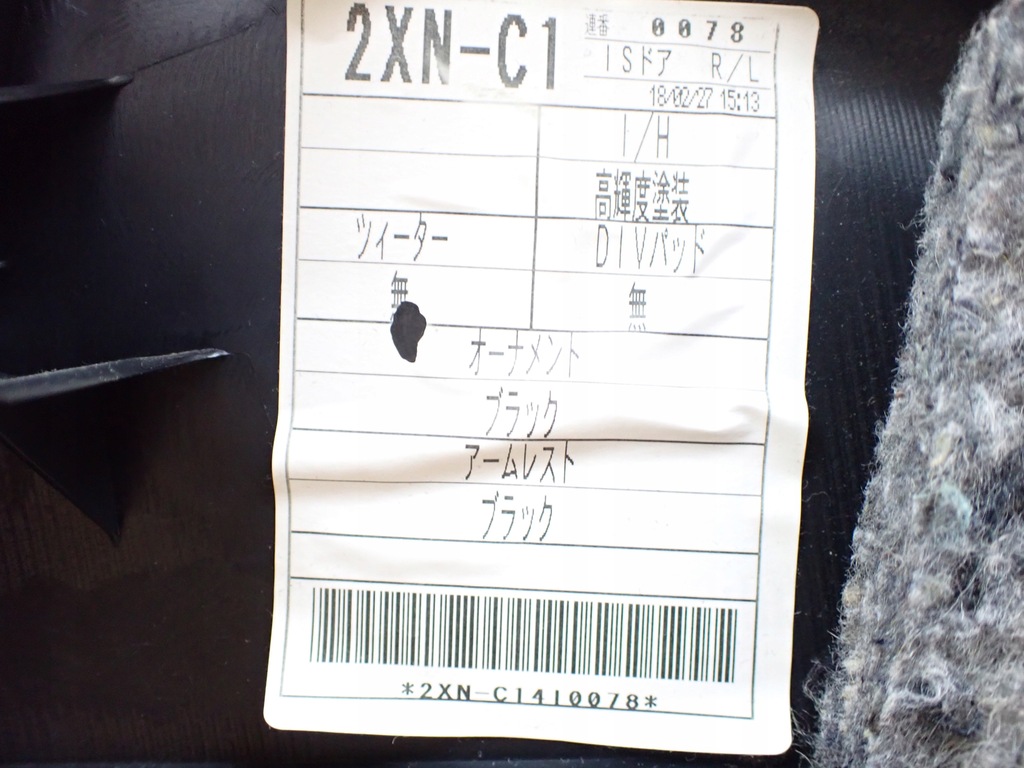 2XN-C1
連番 0078
ISドア R/L
18/02/27 15:13
I/H
高輝度塗装
ツィーター
DIVパッド
無
無
オーナメント
ブラック
アームレスト
ブラック
*2XN-C1410078*